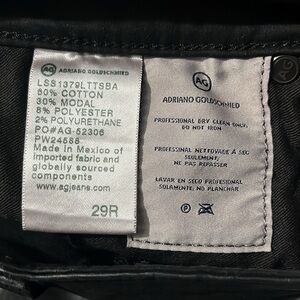 AG ADRIANO GOLDSCHMIED
LSS1379LTTSBA
60% COTTON
30% MODAL
8% POLYESTER
2% POLYURETHANE
PO#AG-52306
PW24586
Made in Mexico of
imported fabric and
globally sourced
components
www.agjeans.com
29R
AG
ADRIANO GOLDSCHMIED
PROFESSIONAL DRY CLEAN ONLY.
DO NOT IRON
PROFESSIONAL NETTOYAGE À SEC
SEULEMENT.
NE PAS REPASSER
LAVAR EN SECO PROFESIONAL
SOLAMENTE. NO PLANCHAR
P